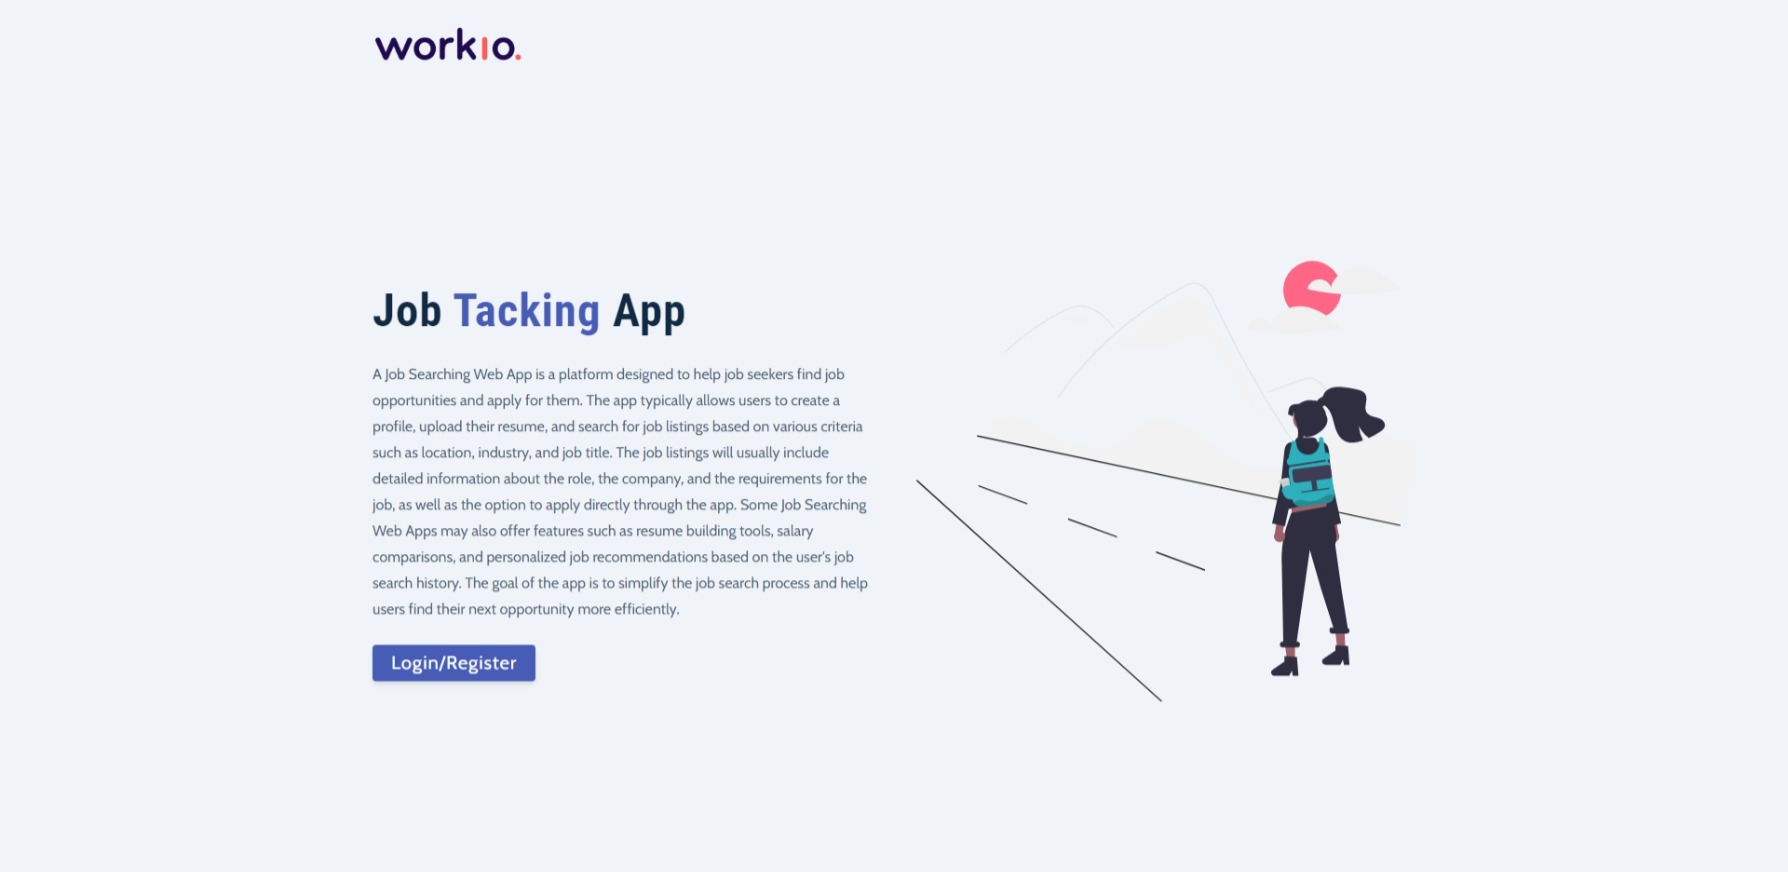 workio.
Job Tacking App
A Job Searching Web App is a platform designed to help job seekers find job
opportunities and apply for them. The app typically allows users to create a
profile, upload their resume, and search for job listings based on various criteria
such as location, industry, and job title. The job listings will usually include
detailed information about the role, the company, and the requirements for the
job, as well as the option to apply directly through the app. Some Job Searching
Web Apps may also offer features such as resume building tools, salary
comparisons, and personalized job recommendations based on the user's job
search history. The goal of the app is to simplify the job search process and help
users find their next opportunity more efficiently.
Login/Register